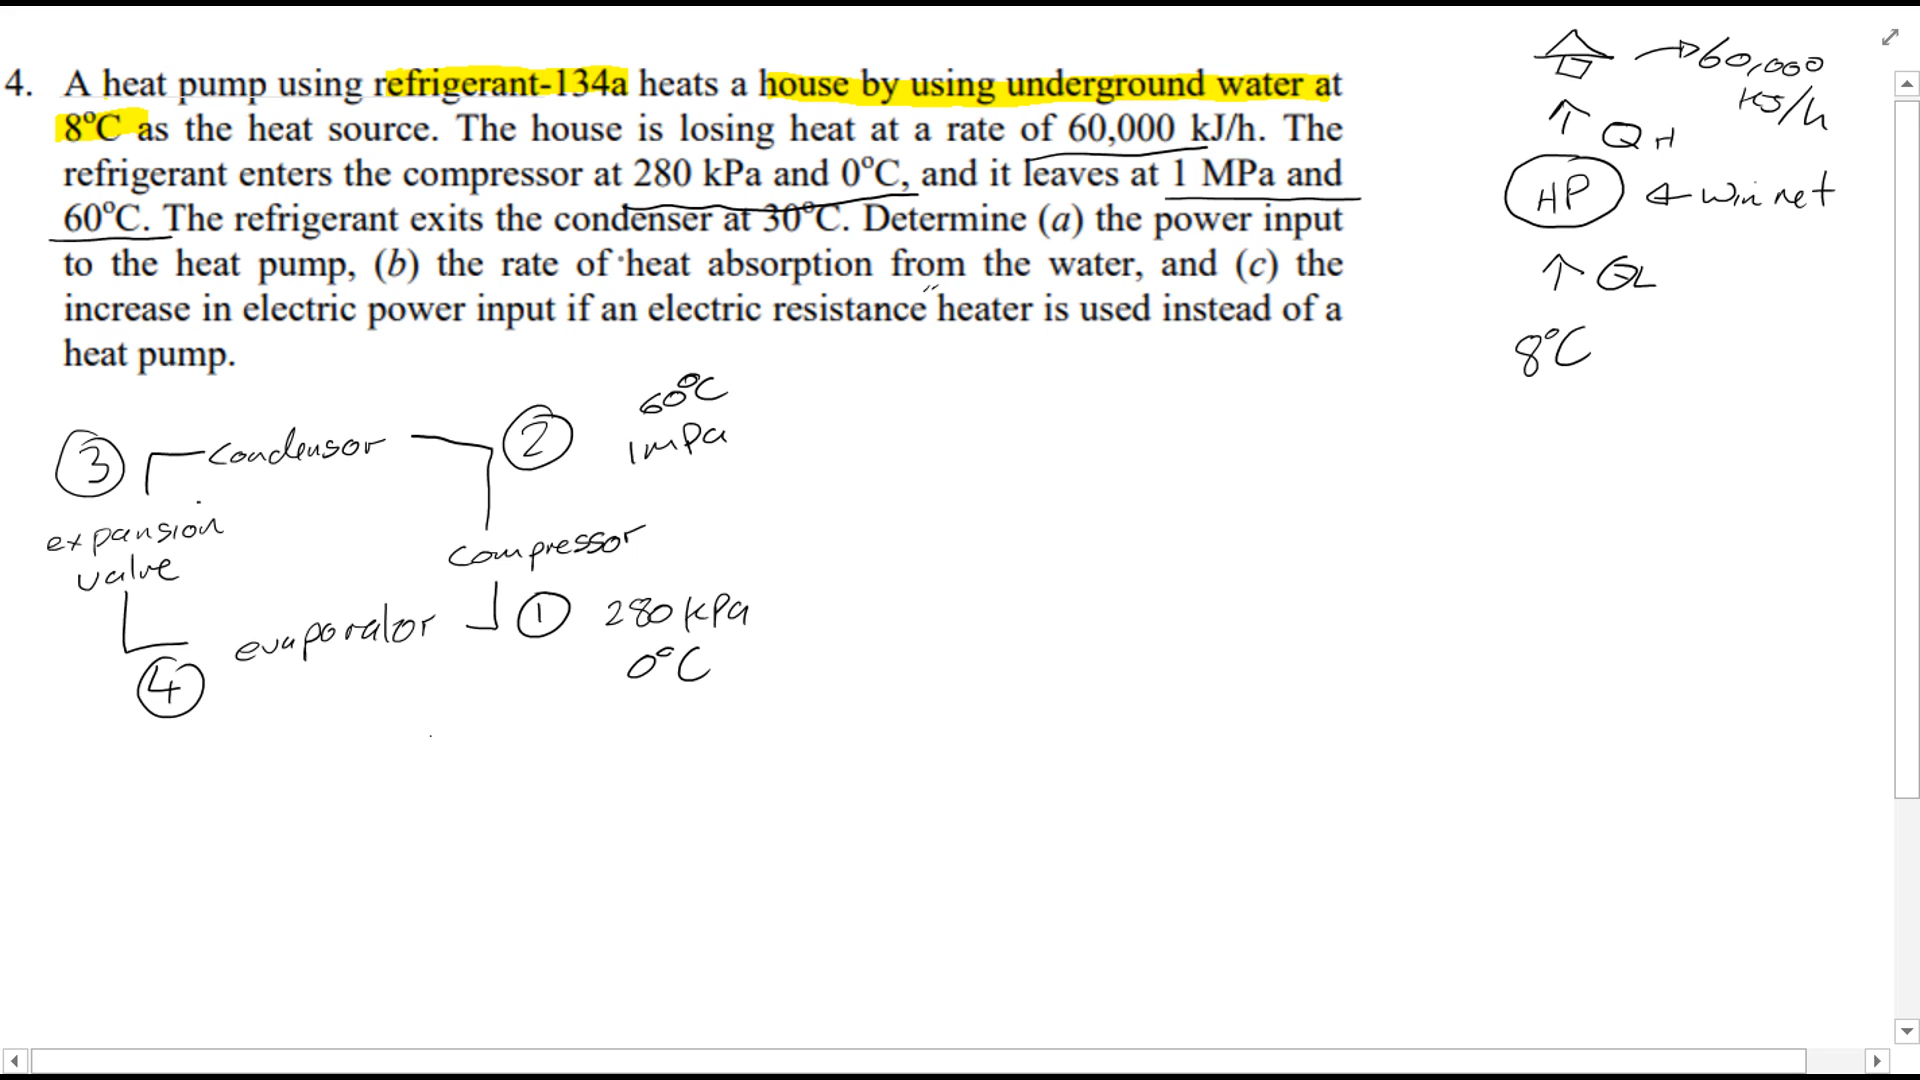 4. A heat pump using refrigerant-134a heats a house by using underground water at
8°C as the heat source. The house is losing heat at a rate of 60,000 kJ/h. The
refrigerant enters the compressor at 280 kPa and 0°C, and it leaves at 1 MPa and
60°C. The refrigerant exits the condenser at 30°C. Determine (a) the power input
to the heat pump, (b) the rate of heat absorption from the water, and (c) the
increase in electric power input if an electric resistance heater is used instead of a
heat pump.
60,000
KJ/h
QH
HP
Win net
QL
8°C
60°C
1MPa
2
condensor
3
expansion
valve
compressor
evaporator
1
280kPa
0°C
4